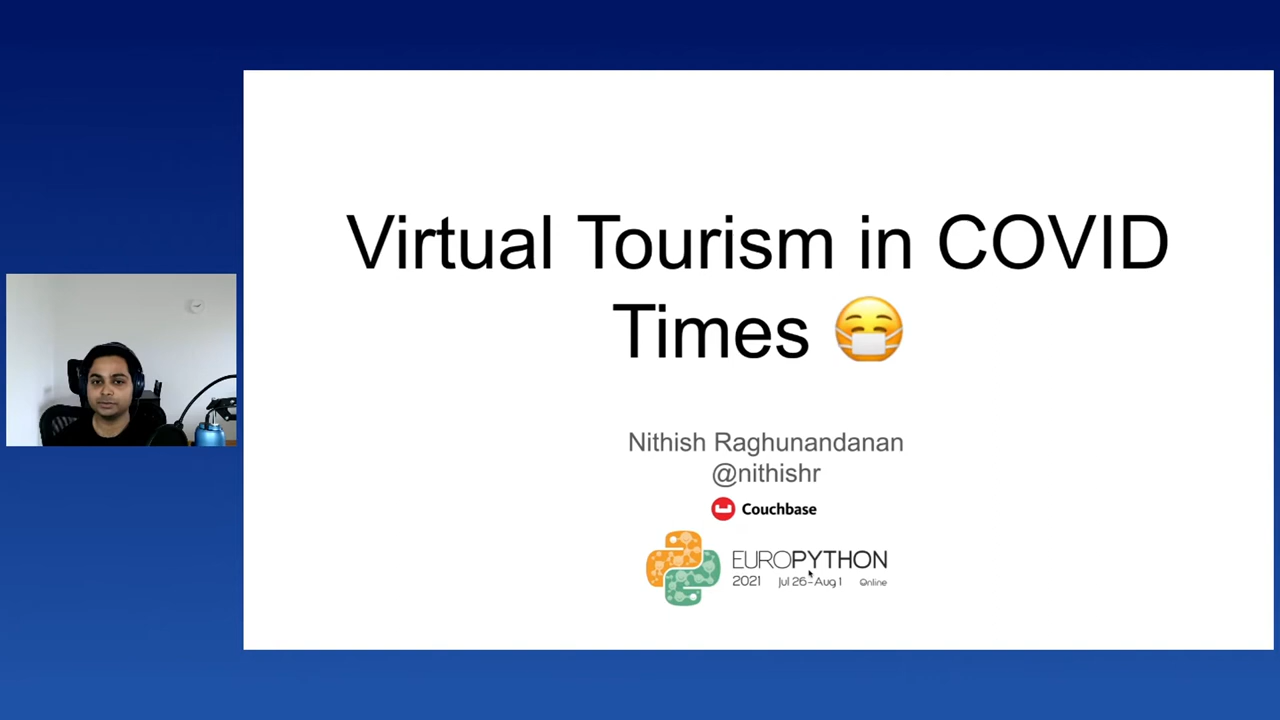 Virtual Tourism in COVID
Times 😷
Nithish Raghunandanan
@nithishr
Couchbase
EUROPYTHON
2021 Jul 26-Aug 1 Online